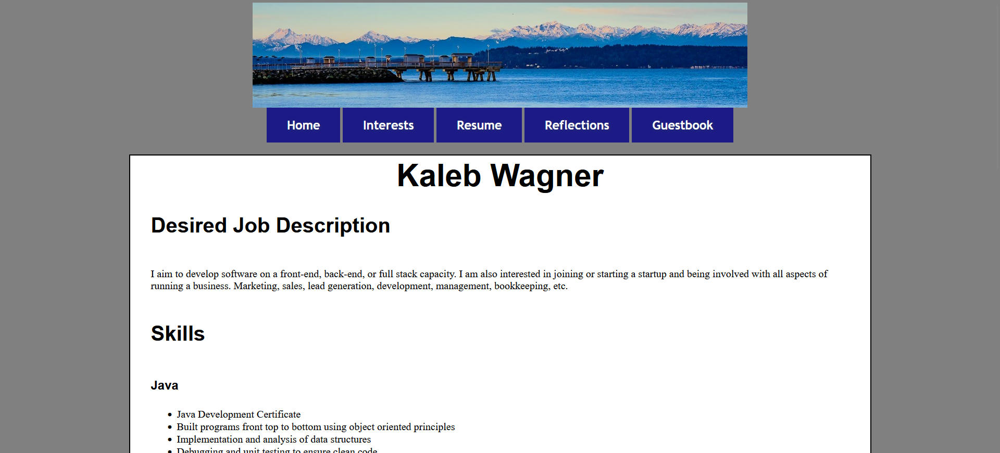 Home Interests Resume Reflections Guestbook
Kaleb Wagner
Desired Job Description
I aim to develop software on a front-end, back-end, or full stack capacity. I am also interested in joining or starting a startup and being involved with all aspects of
running a business. Marketing, sales, lead generation, development, management, bookkeeping, etc.
Skills
Java
Java Development Certificate
Built programs front top to bottom using object oriented principles
Implementation and analysis of data structures
Debugging and unit testing to ensure clean code